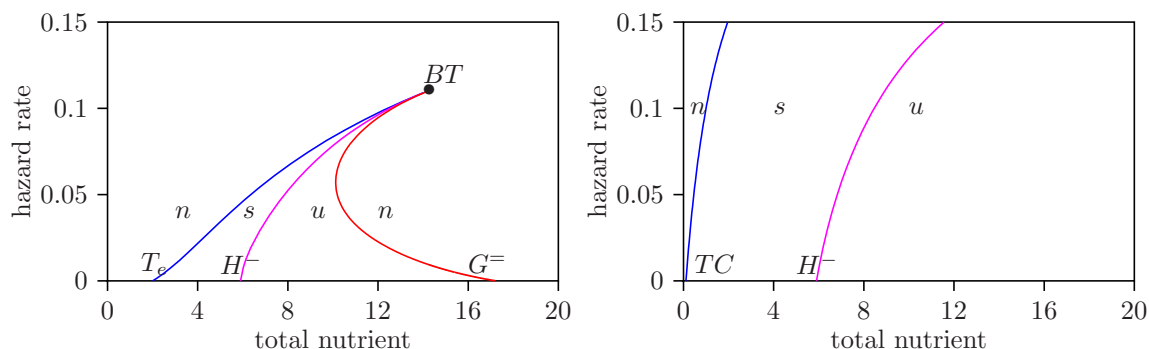 0.15
0.1
0.05
0
hazard rate
0
4
8
12
16
20
total nutrient
BT
n
s
u
n
T_e
H^-
G^=
0.15
0.1
0.05
0
hazard rate
0
4
8
12
16
20
total nutrient
n
s
u
TC
H^-